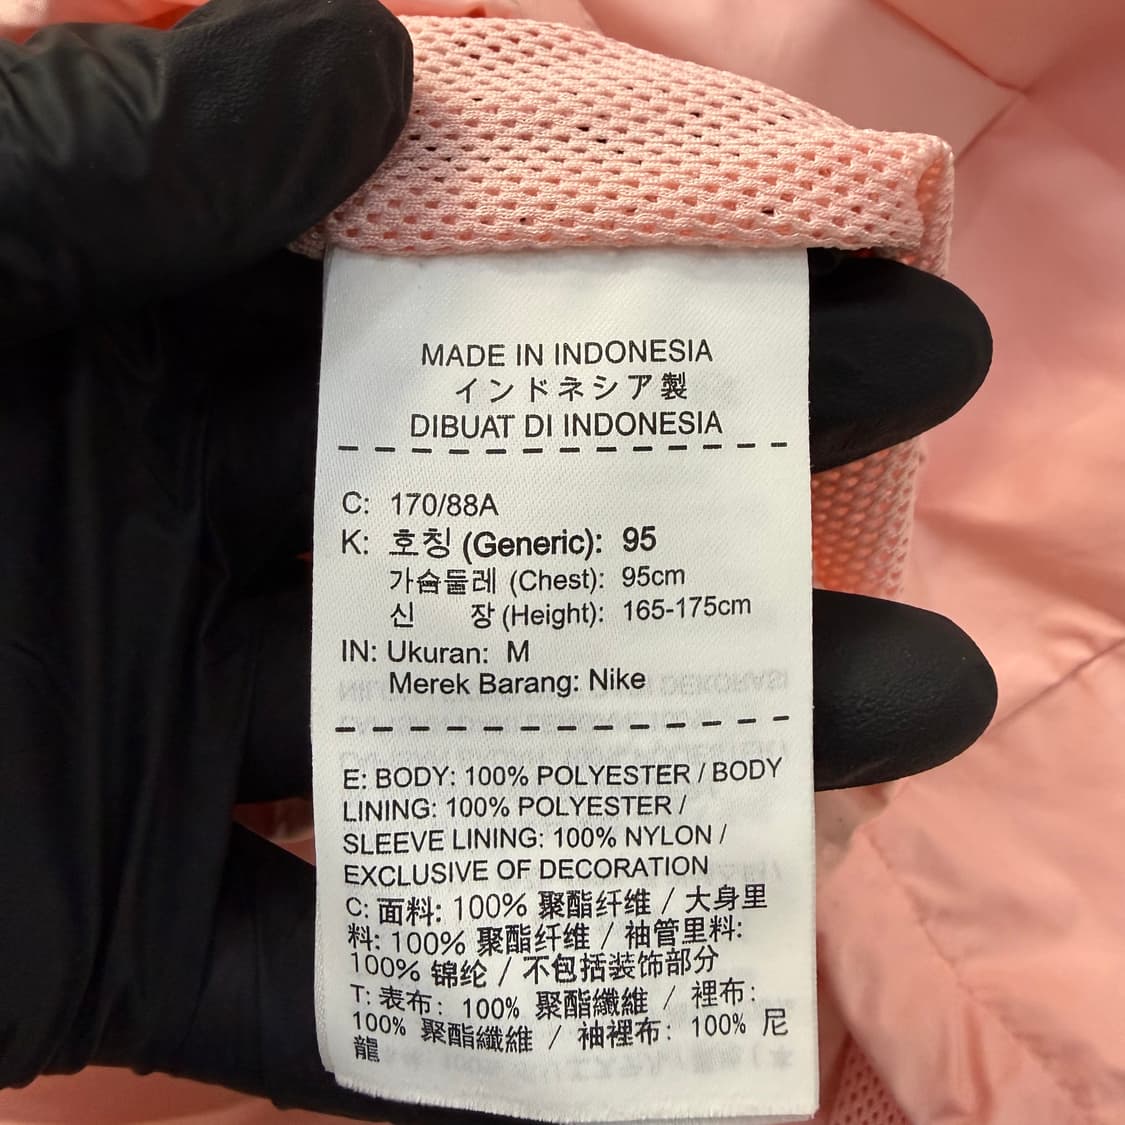 MADE IN INDONESIA
インドネシア製
DIBUAT DI INDONESIA
C: 170/88A
K: 호칭 (Generic): 95
가슴둘레 (Chest): 95cm
신 장 (Height): 165-175cm
IN: Ukuran: M
Merek Barang: Nike
E: BODY: 100% POLYESTER / BODY
LINING: 100% POLYESTER /
SLEEVE LINING: 100% NYLON /
EXCLUSIVE OF DECORATION
C: 面料: 100% 聚酯纤维 / 大身里
料: 100% 聚酯纤维 / 袖管里料:
100% 锦纶 / 不包括装饰部分
T: 表布: 100% 聚酯纖維 / 裡布:
100% 聚酯纖維 / 袖裡布: 100% 尼
龍